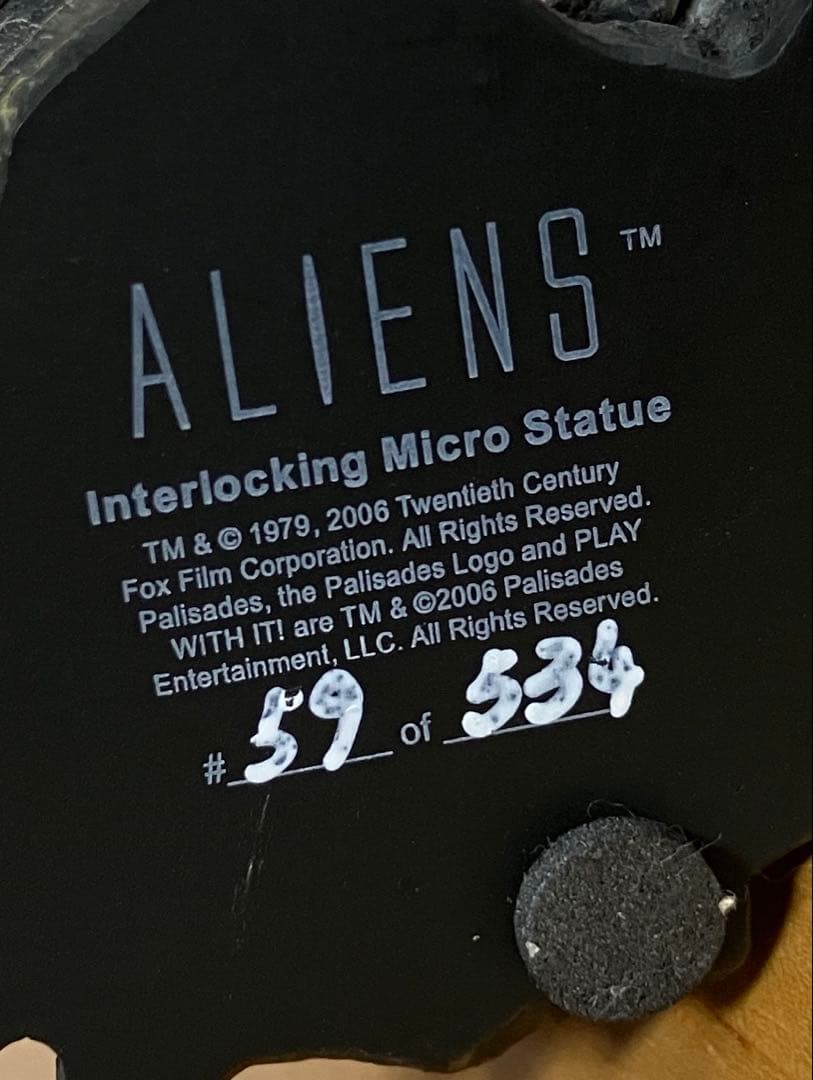 ALIENS™
Interlocking Micro Statue
TM & © 1979, 2006 Twentieth Century
Fox Film Corporation. All Rights Reserved.
Palisades, the Palisades Logo and PLAY
WITH IT! are TM & ©2006 Palisades
Entertainment, LLC. All Rights Reserved.
# 59 of 534